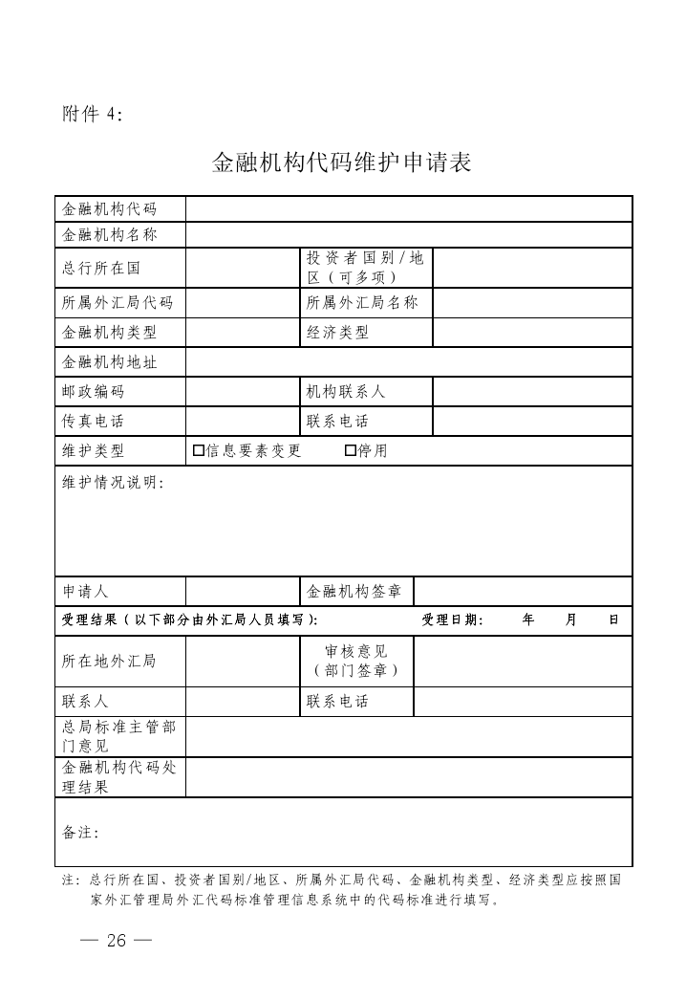 附件 4：
金融机构代码维护申请表
金融机构代码
金融机构名称
总行所在国
投资者国别/地
区（可多项）
所属外汇局代码
所属外汇局名称
金融机构类型
经济类型
金融机构地址
邮政编码
机构联系人
传真电话
联系电话
维护类型
□信息要素变更 □停用
维护情况说明：
申请人
金融机构签章
受理结果（以下部分由外汇局人员填写）： 受理日期： 年 月 日
所在地外汇局
审核意见
（部门签章）
联系人
联系电话
总局标准主管部
门意见
金融机构代码处
理结果
备注：
注：总行所在国、投资者国别/地区、所属外汇局代码、金融机构类型、经济类型应按照国
家外汇管理局外汇代码标准管理信息系统中的代码标准进行填写。
— 26 —